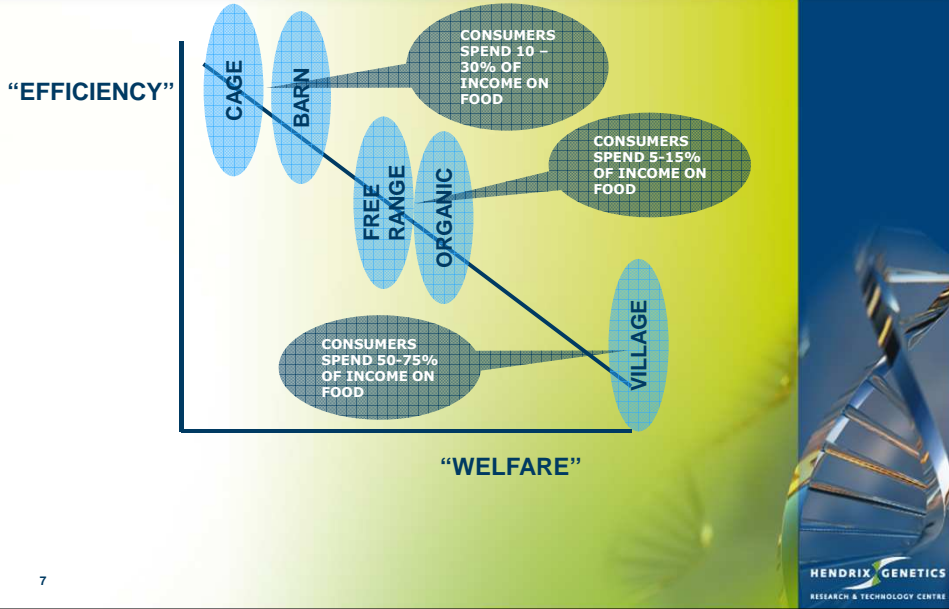 CONSUMERS
SPEND 10 –
30% OF
INCOME ON
FOOD
“EFFICIENCY”
CAGE
BARN
CONSUMERS
SPEND 5-15%
OF INCOME ON
FOOD
FREE
RANGE
ORGANIC
CONSUMERS
SPEND 50-75%
OF INCOME ON
FOOD
VILLAGE
“WELFARE”
7
HENDRIX GENETICS
RESEARCH & TECHNOLOGY CENTRE